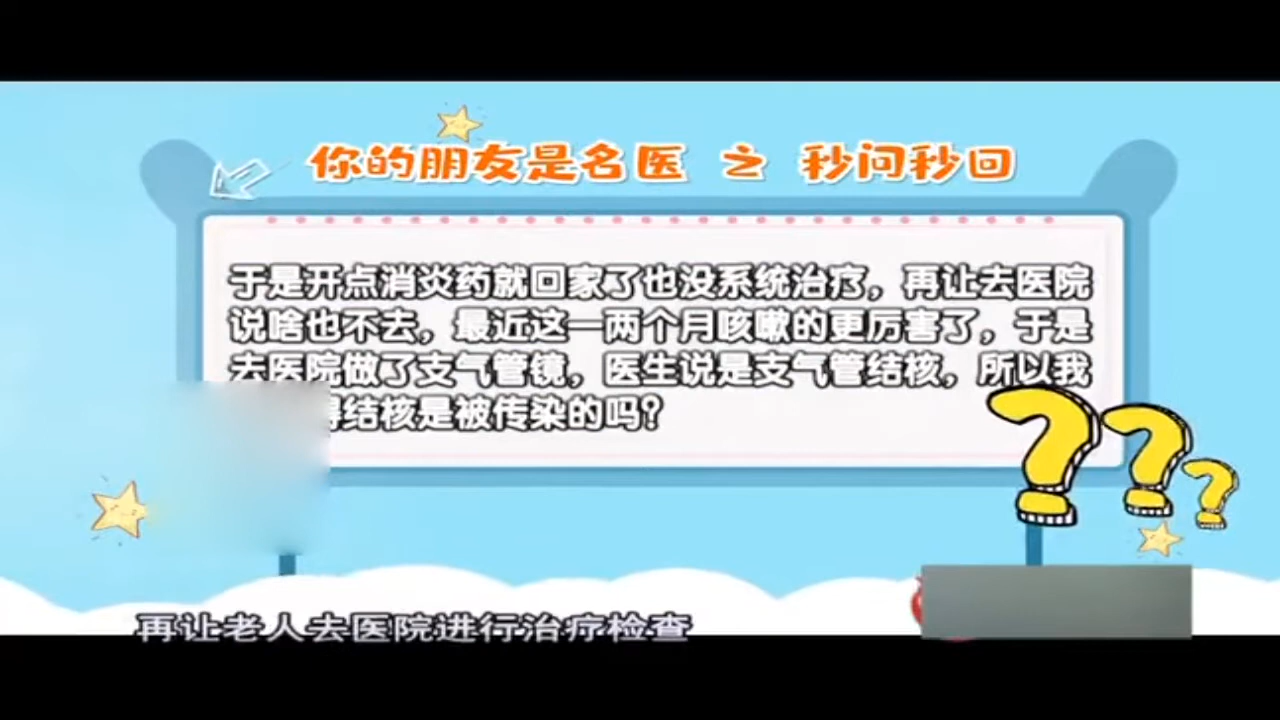 你的朋友是名医 之 秒问秒回
于是开点消炎药就回家了也没系统治疗，再让去医院
说啥也不去，最近这一两个月咳嗽的更厉害了，于是
去医院做了支气管镜，医生说是支气管结核，所以我
得结核是被传染的吗？
再让老人去医院进行治疗检查